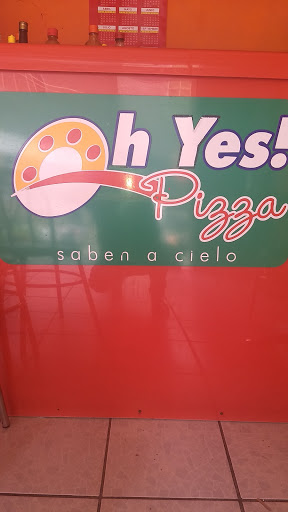 Oh Yes!
Pizza
saben a cielo